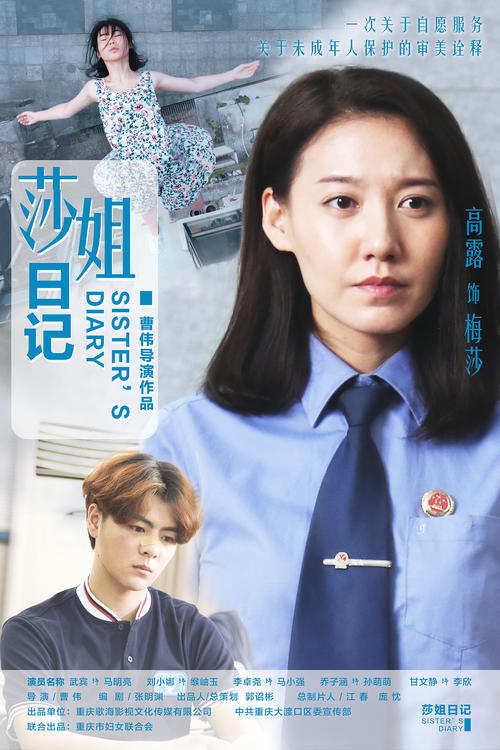 一次关于自愿服务
关于未成年人保护的审美诠释
莎姐
日记
SISTER'S
DIARY
曹伟导演作品
高露 饰 梅莎
演员名称 武宾 饰 马明亮 刘小娜 饰 缑岫玉 李卓尧 饰 马小强 乔子涵 饰 孙萌萌 甘文静 饰 李欣
导演/曹伟 编剧/张明渊 出品人/总策划 郭诏彬 总制片人/江春 庞忱
出品单位：重庆歌海影视文化传媒有限公司 中共重庆大渡口区委宣传部
联合出品：重庆市妇女联合会
莎姐日记
SISTER'S
DIARY